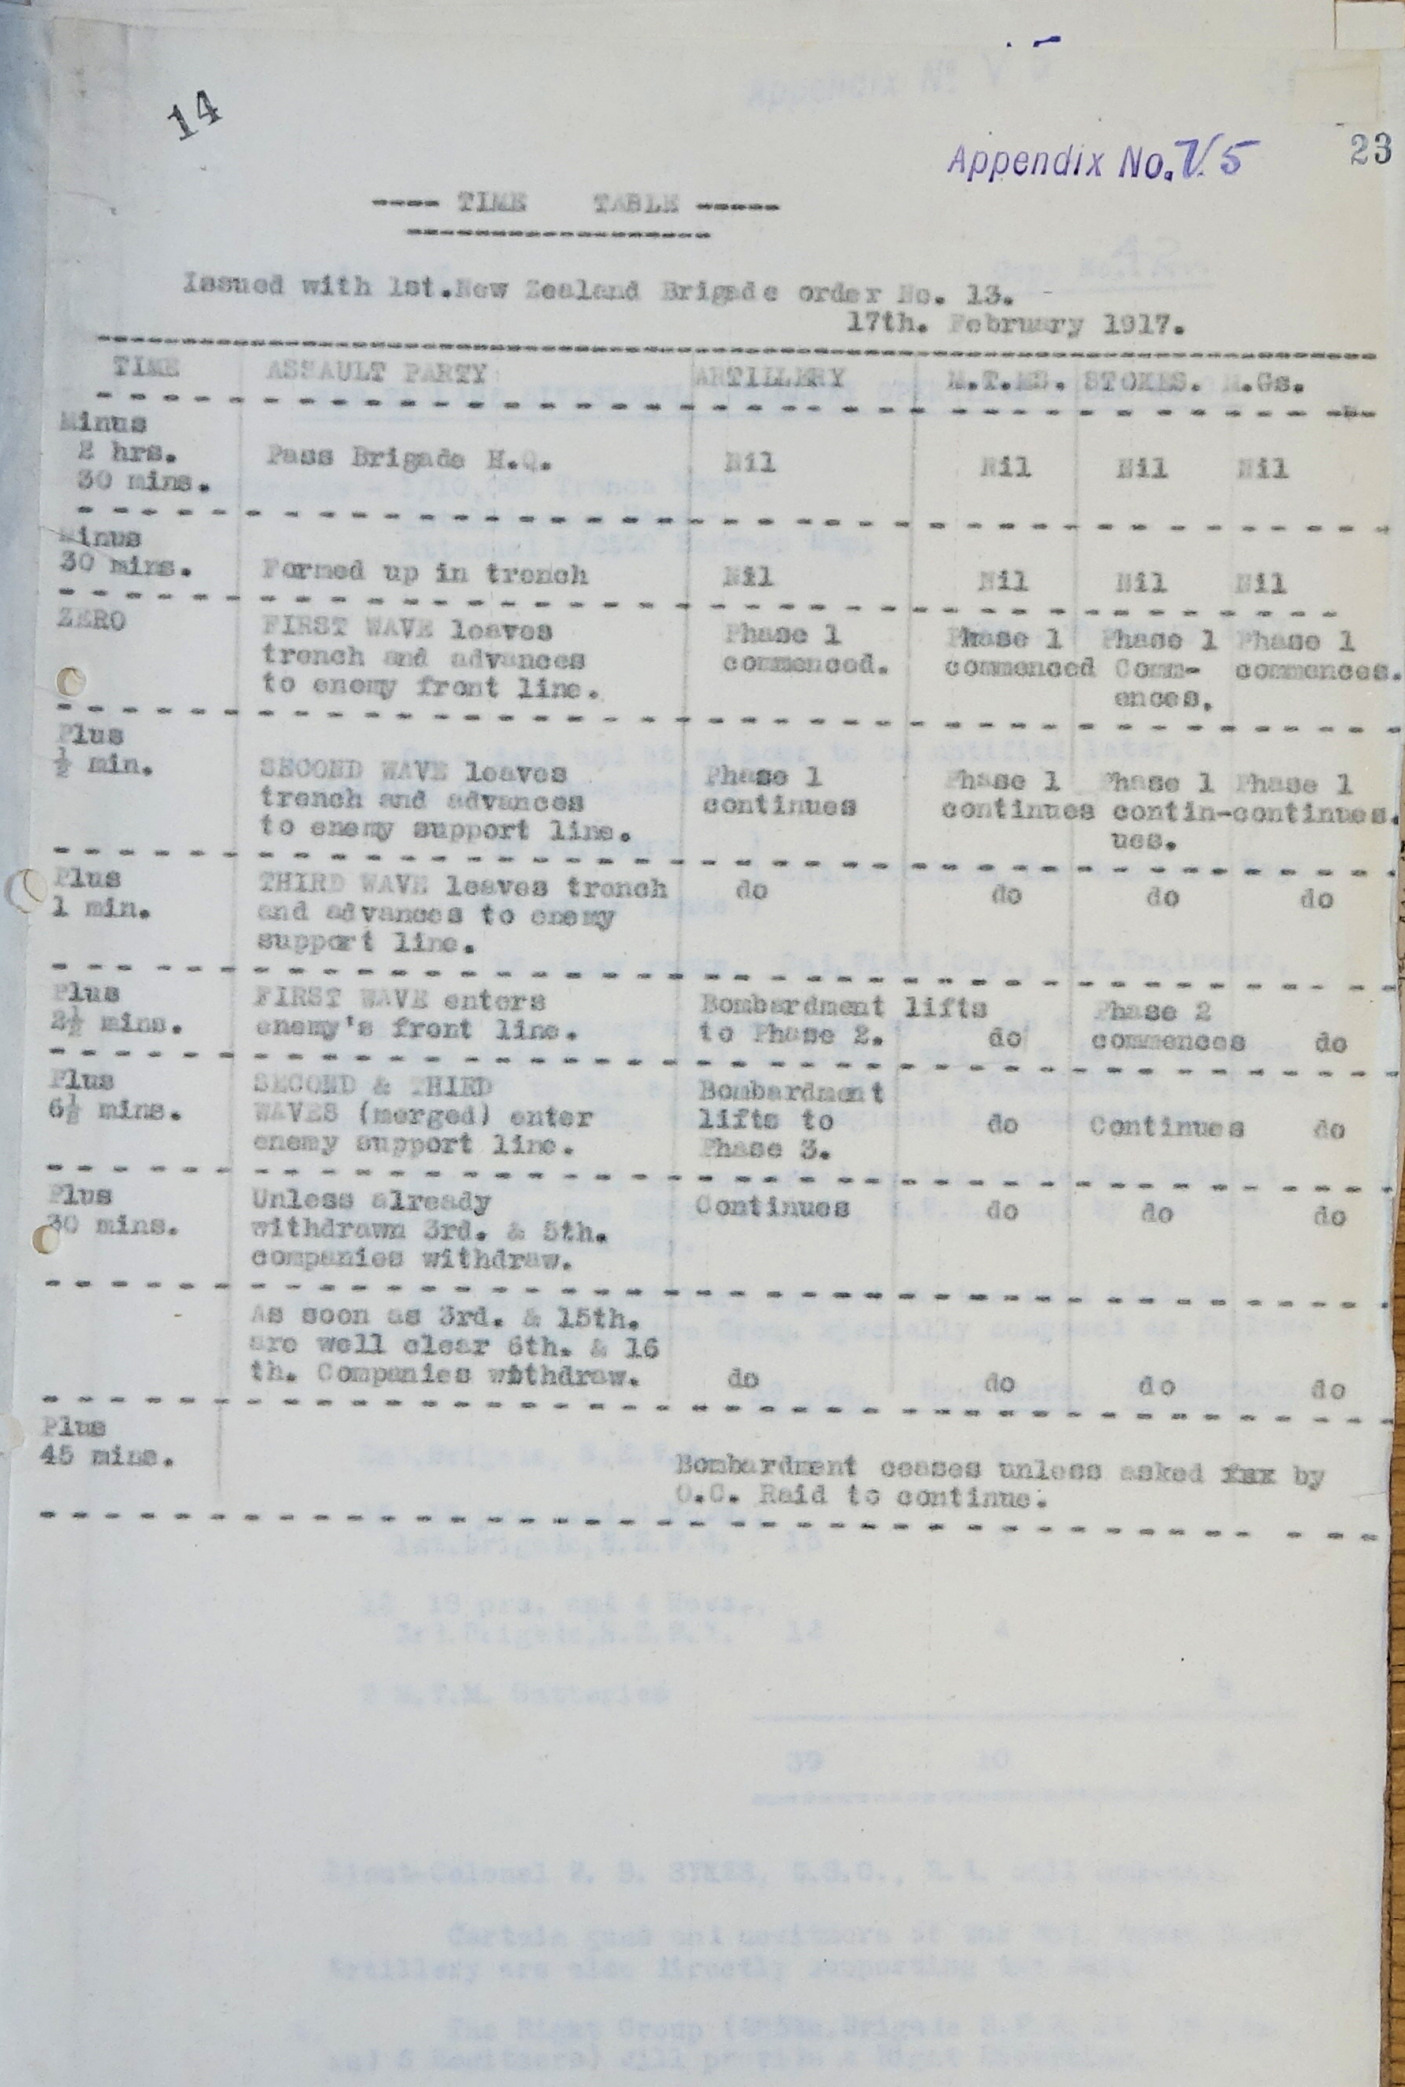 14
Appendix No. V.5
23
---- TIME TABLE -----
Issued with 1st.New Zealand Brigade order No. 13. -
17th. February 1917.
TIME ASSAULT PARTY ARTILLERY M.T.MS. STOKES. M.Gs.
Minus
2 hrs. Pass Brigade H.Q. Nil Nil Nil Nil
30 mins.
Minus
30 mins. Formed up in trench Nil Nil Nil Nil
ZERO FIRST WAVE leaves Phase 1 Phase 1 Phase 1 Phase 1
trench and advances commenced. commenced Comm- commences.
to enemy front line. ences.
Plus
½ min. SECOND WAVE leaves Phase 1 Phase 1 Phase 1 Phase 1
trench and advances continues continues contin-continues.
to enemy support line. ues.
Plus THIRD WAVE leaves trench do do do do
1 min. and advances to enemy
support line.
Plus FIRST WAVE enters Bombardment lifts Phase 2
2½ mins. enemy's front line. to Phase 2. do commences do
Plus SECOND & THIRD Bombardment
6½ mins. WAVES (merged) enter lifts to do Continues do
enemy support line. Phase 3.
Plus Unless already Continues do do do
30 mins. withdrawn 3rd. & 5th.
companies withdraw.
As soon as 3rd. & 15th.
are well clear 6th. & 16
th. Companies withdraw. do do do do
Plus
45 mins. Bombardment ceases unless asked by
O.C. Raid to continue.